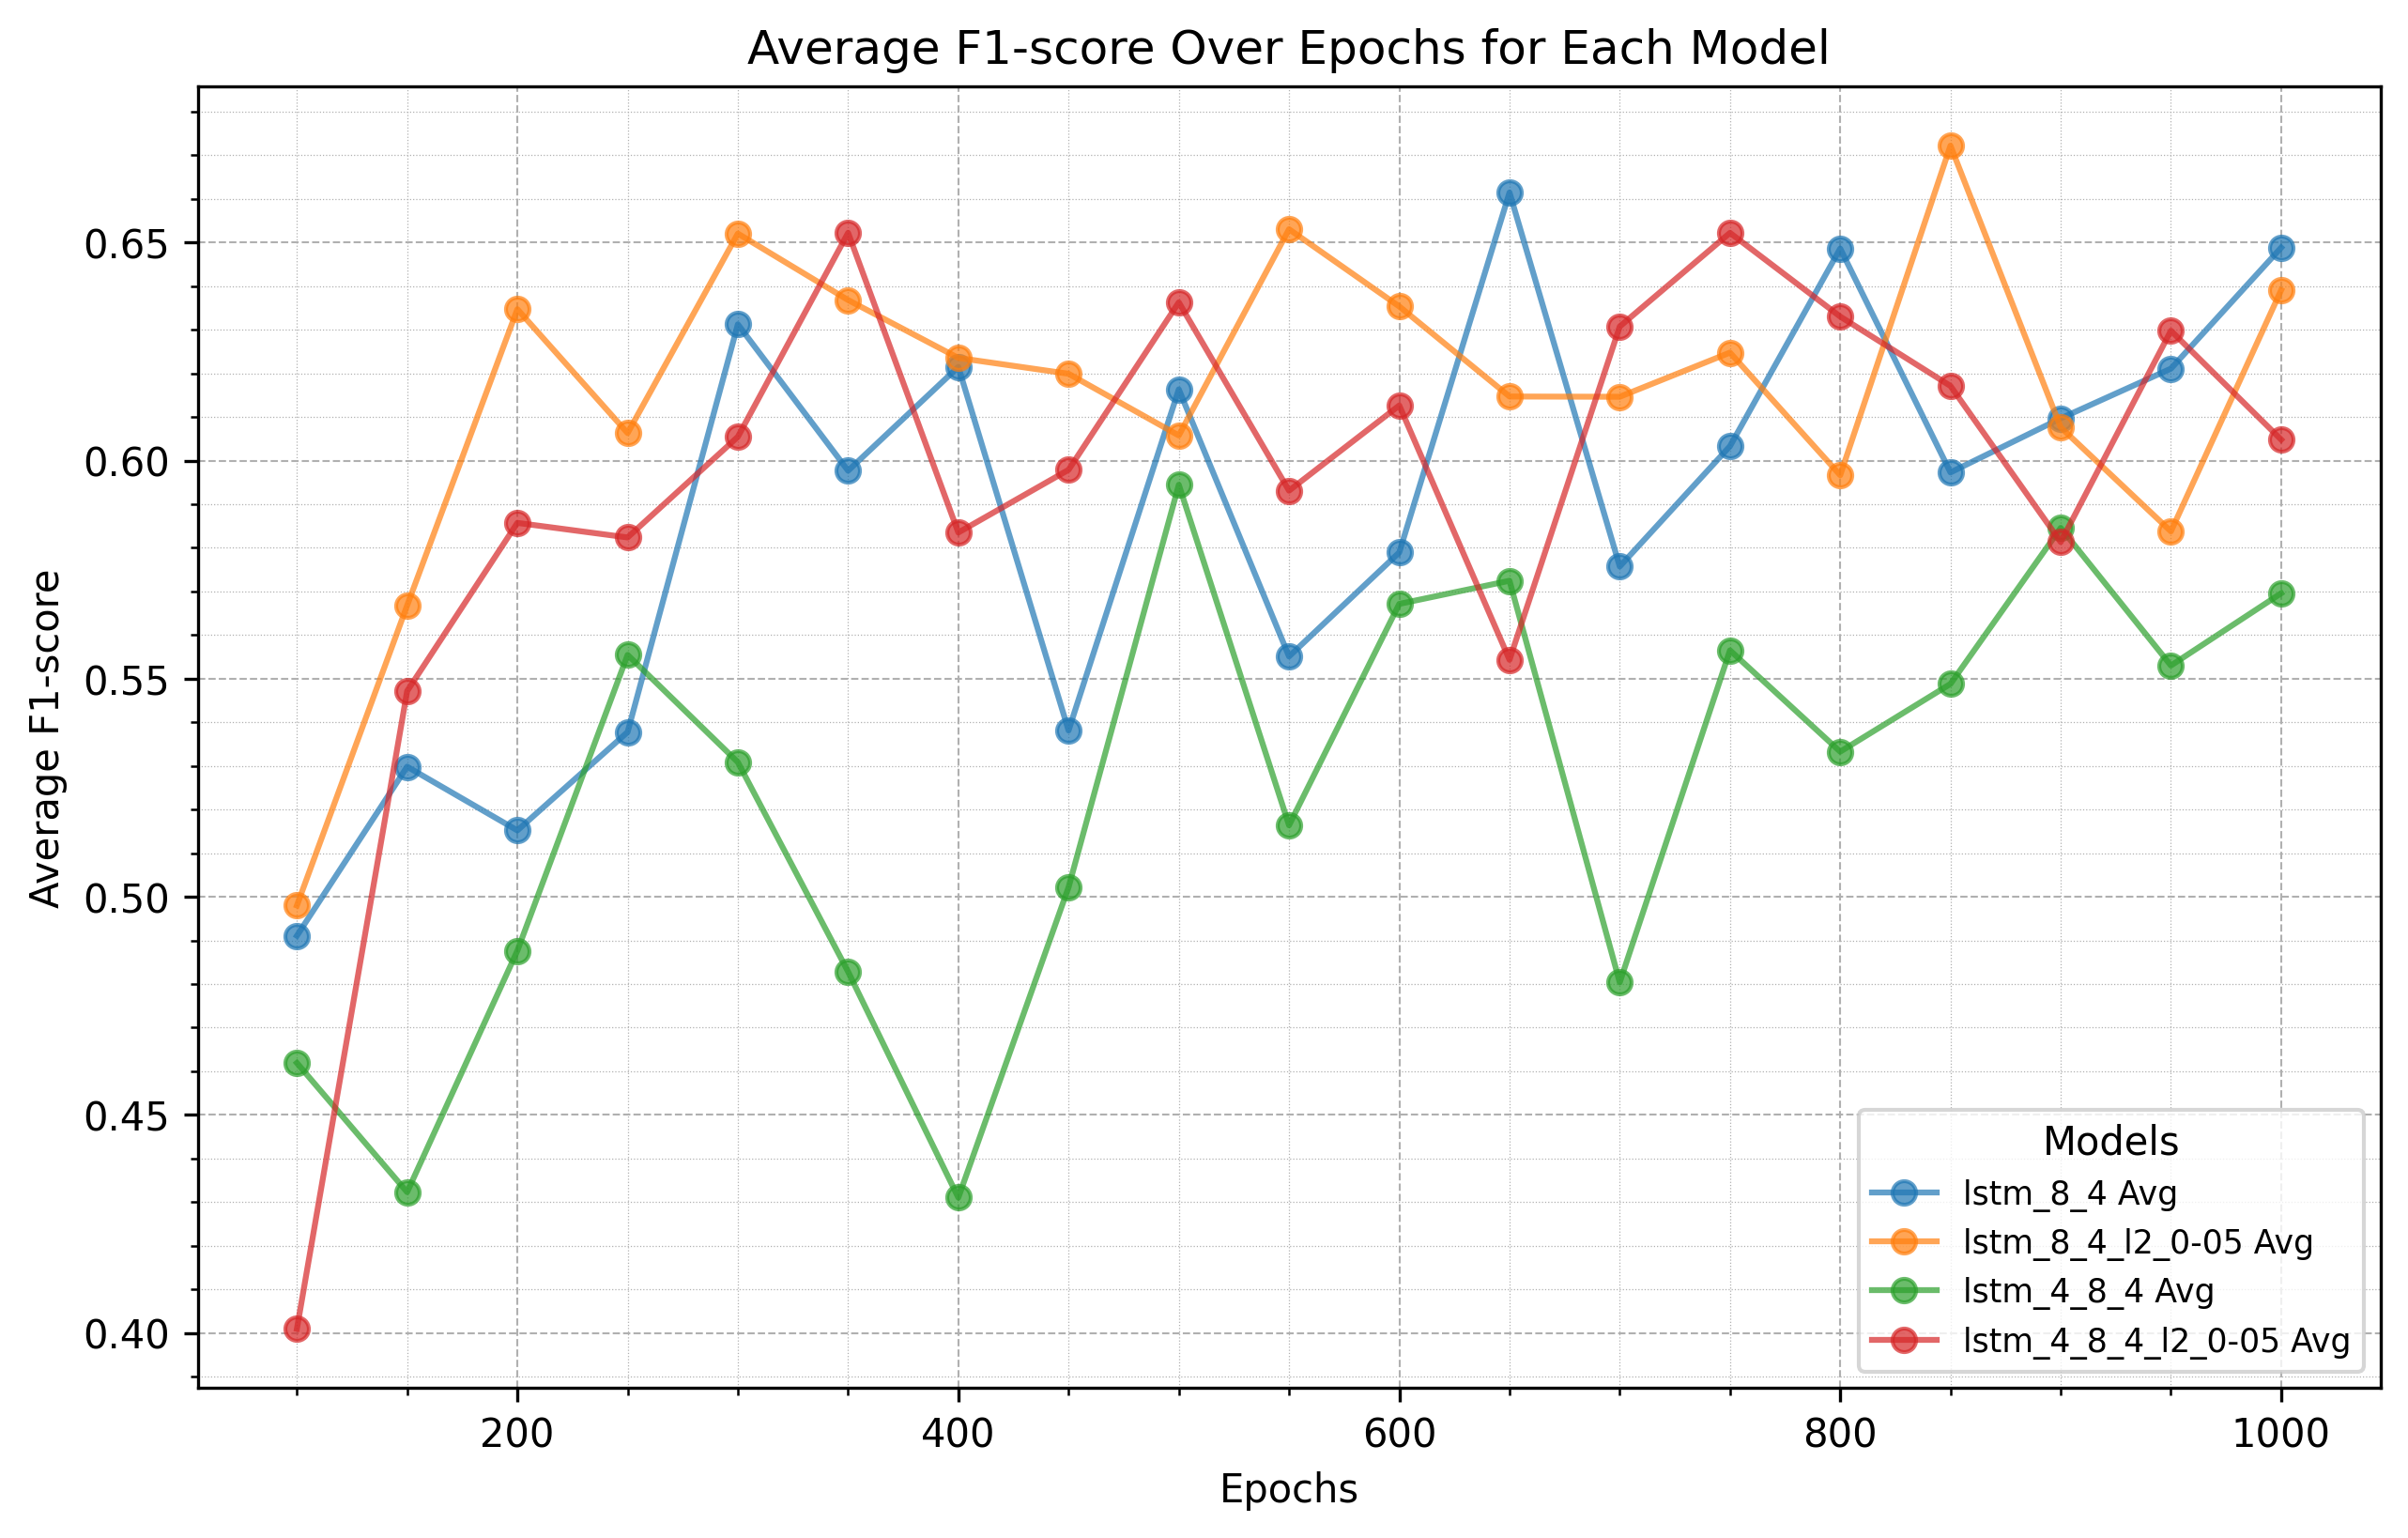 Average F1-score Over Epochs for Each Model
Average F1-score
0.65
0.60
0.55
0.50
0.45
0.40
200
400
600
800
1000
Epochs
Models
lstm_8_4 Avg
lstm_8_4_l2_0-05 Avg
lstm_4_8_4 Avg
lstm_4_8_4_l2_0-05 Avg